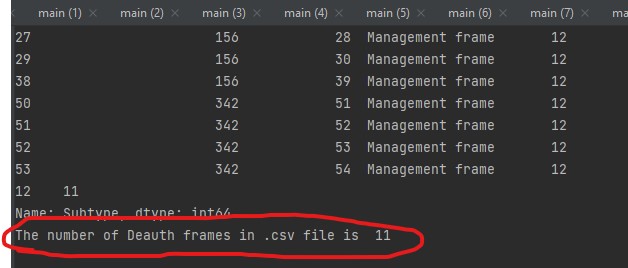 main (1) × main (2) × main (3) × main (4) × main (5) × main (6) × main (7) ×
27 156 28 Management frame 12
29 156 30 Management frame 12
38 156 39 Management frame 12
50 342 51 Management frame 12
51 342 52 Management frame 12
52 342 53 Management frame 12
53 342 54 Management frame 12
12 11
Name: Subtype, dtype: int64
The number of Deauth frames in .csv file is 11